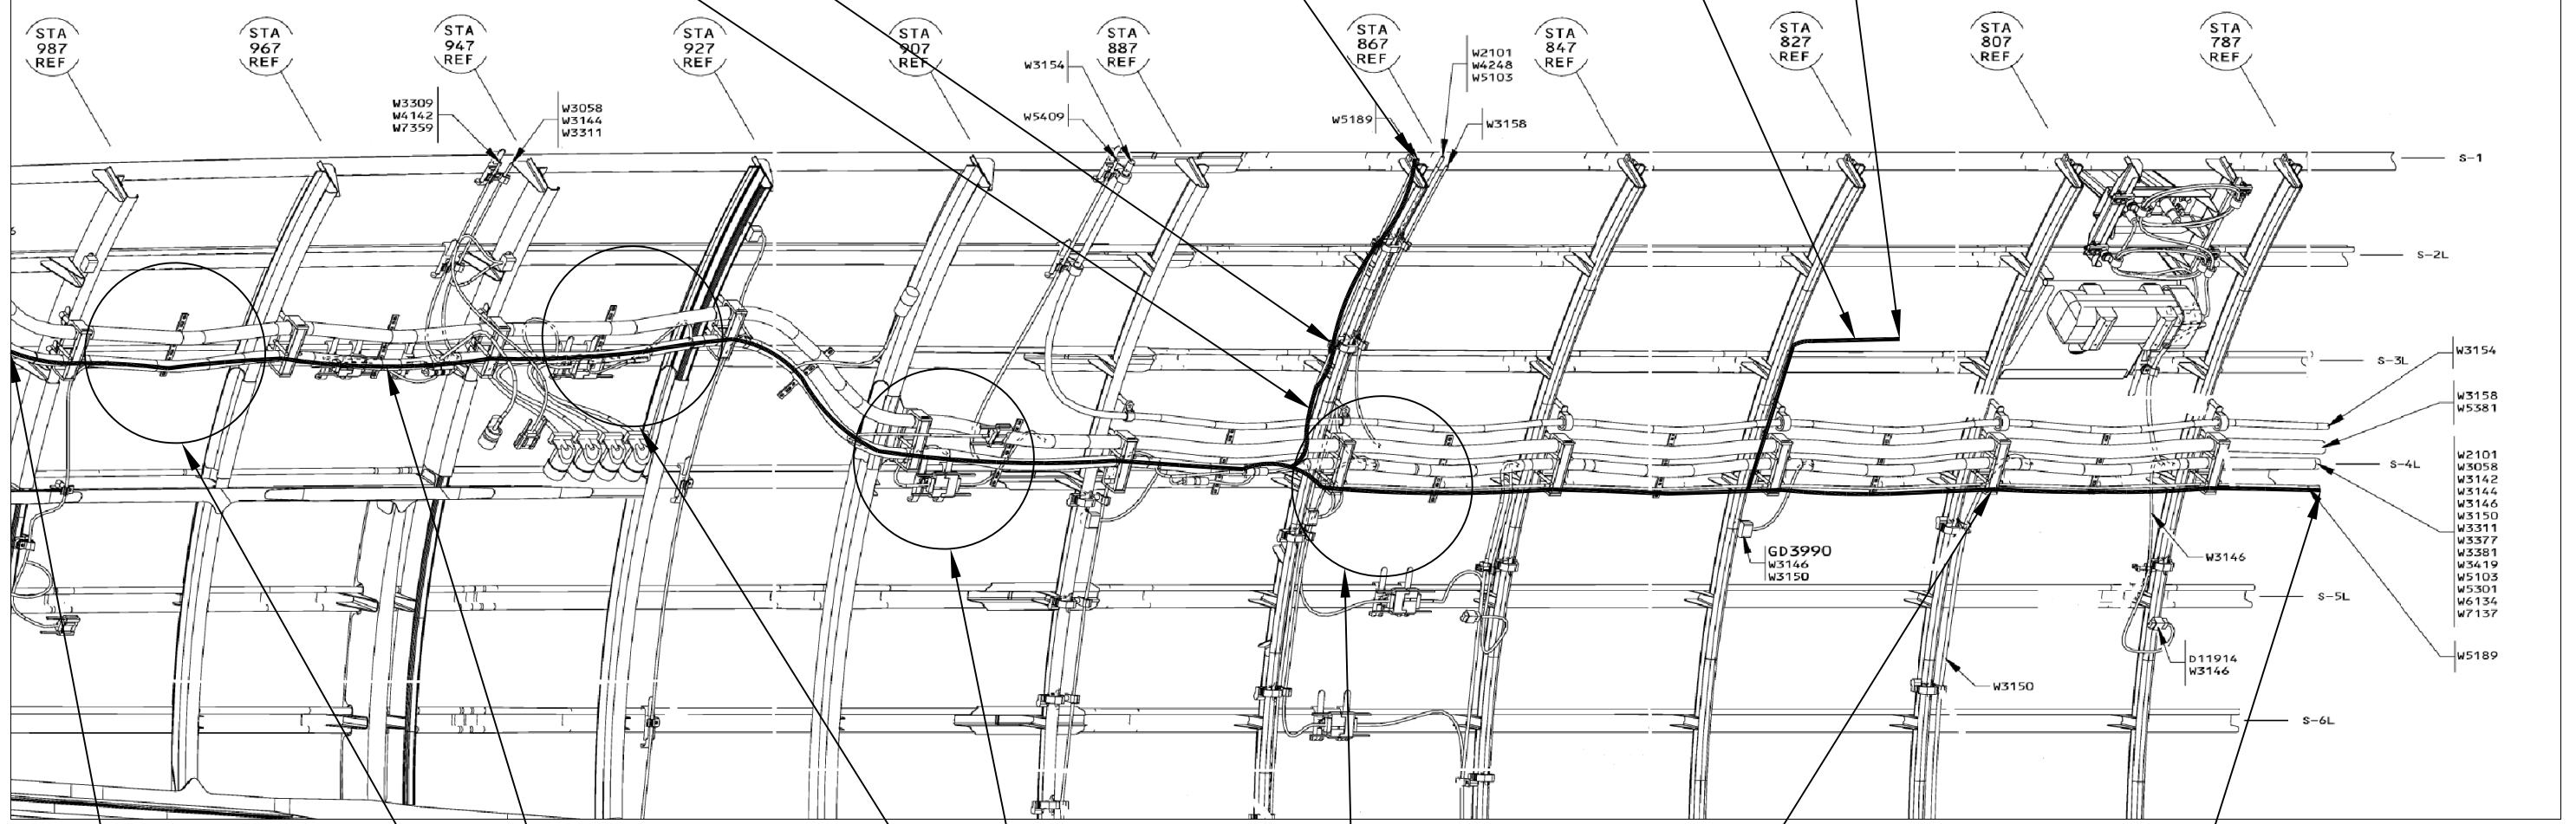 STA
987
REF
STA
967
REF
STA
947
REF
STA
927
REF
STA
907
REF
STA
887
REF
STA
867
REF
STA
847
REF
STA
827
REF
STA
807
REF
STA
787
REF
W3309
W4142
W7359
W3058
W3144
W3311
W3154
W5409
W5189
W2101
W4248
W5103
W3158
S-1
S-2L
S-3L
W3154
W3158
W5381
S-4L
W2101
W3058
W3142
W3144
W3146
W3150
W3311
W3377
W3381
W3419
W5103
W5301
W6134
W7137
GD3990
W3146
W3150
W3146
S-5L
W5189
D11914
W3146
W3150
S-6L